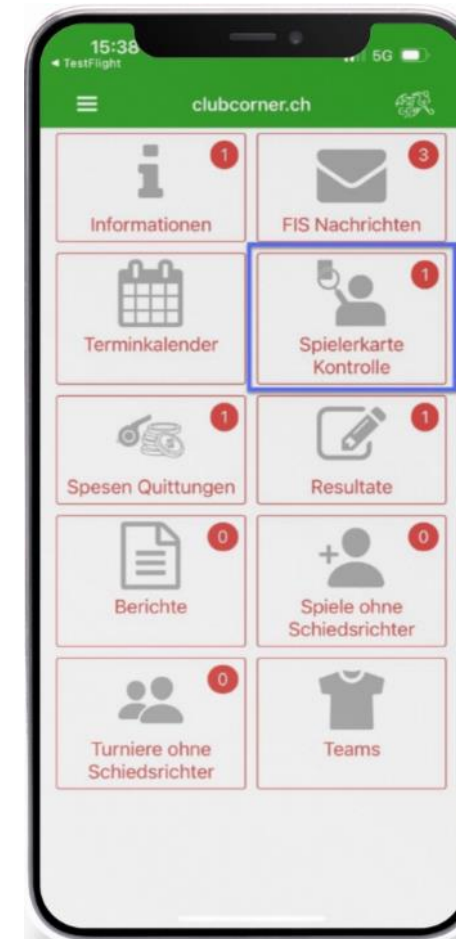 15:38
5G
◀ TestFlight
clubcorner.ch
1
3
Informationen
FIS Nachrichten
1
Terminkalender
Spielerkarte
Kontrolle
1
1
Spesen Quittungen
Resultate
0
0
Berichte
Spiele ohne
Schiedsrichter
0
Turniere ohne
Schiedsrichter
Teams